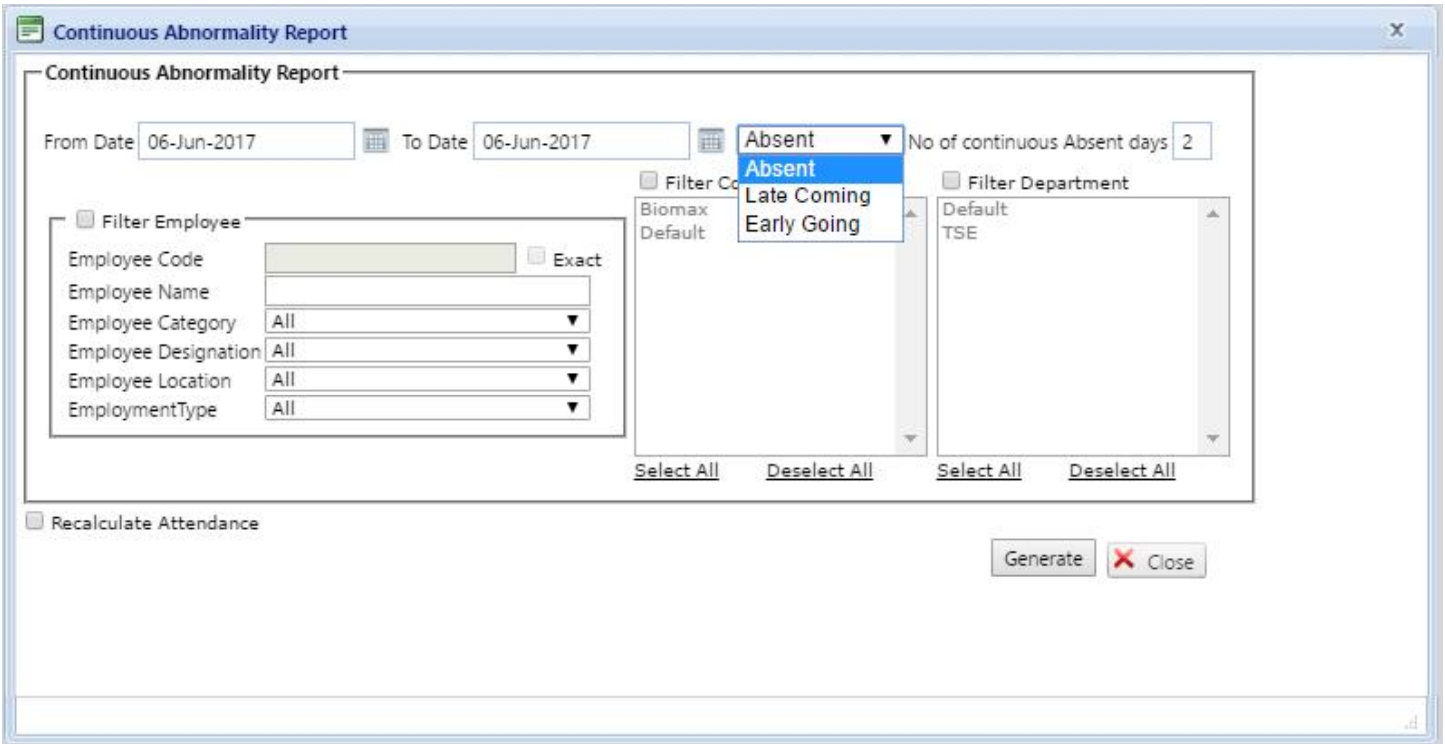 Continuous Abnormality Report
x
Continuous Abnormality Report
From Date 06-Jun-2017 To Date 06-Jun-2017 Absent No of continuous Absent days 2
Absent
Late Coming
Early Going
Filter Employee
Employee Code Exact
Employee Name
Employee Category All
Employee Designation All
Employee Location All
EmploymentType All
Filter Co
Biomax
Default
Select All Deselect All
Filter Department
Default
TSE
Select All Deselect All
Recalculate Attendance
Generate Close